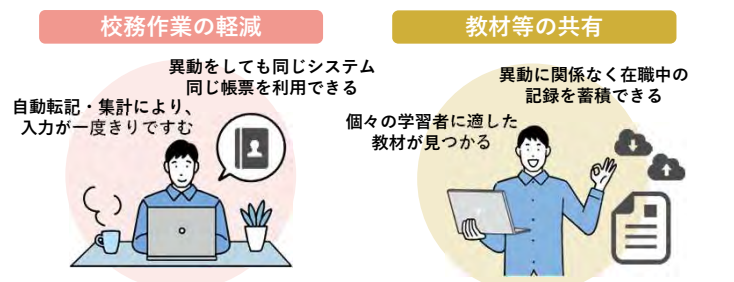 校務作業の軽減
異動をしても同じシステム
同じ帳票を利用できる
自動転記・集計により、
入力が一度きりですむ
教材等の共有
異動に関係なく在職中の
記録を蓄積できる
個々の学習者に適した
教材が見つかる